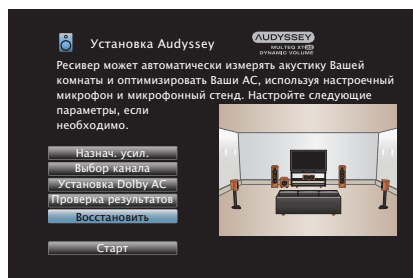 Установка Audyssey
AUDYSSEY
MULTEQ XT32
DYNAMIC VOLUME
Ресивер может автоматически измерять акустику Вашей
комнаты и оптимизировать Ваши АС, используя настроечный
микрофон и микрофонный стенд. Настройте следующие
параметры, если
необходимо.
Назнач. усил.
Выбор канала
Установка Dolby АС
Проверка результатов
Восстановить
Старт